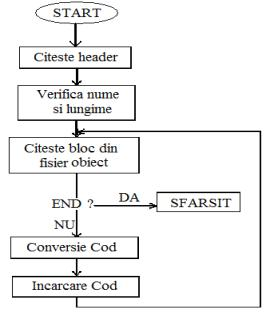 START
Citeste header
Verifica nume
si lungime
Citeste bloc din
fisier obiect
END ?
DA
SFARSIT
NU
Conversie Cod
Incarcare Cod